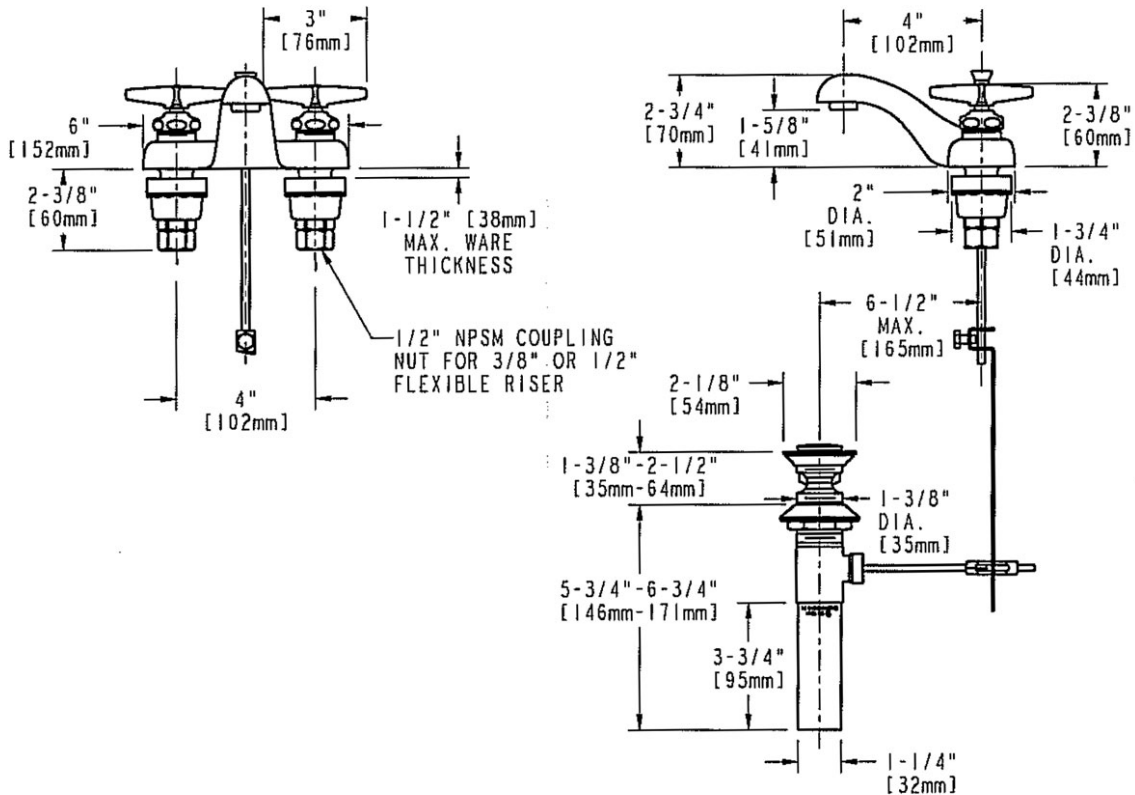 3"
[76mm]
6"
[152mm]
2-3/8"
[60mm]
1-1/2" [38mm]
MAX. WARE
THICKNESS
1/2" NPSM COUPLING
NUT FOR 3/8" OR 1/2"
FLEXIBLE RISER
4"
[102mm]
4"
[102mm]
2-3/4"
[70mm]
1-5/8"
[41mm]
2-3/8"
[60mm]
2"
DIA.
[51mm]
1-3/4"
DIA.
[44mm]
6-1/2"
MAX.
[165mm]
2-1/8"
[54mm]
1-3/8"-2-1/2"
[35mm-64mm]
1-3/8"
DIA.
[35mm]
5-3/4"-6-3/4"
[146mm-171mm]
3-3/4"
[95mm]
1-1/4"
[32mm]